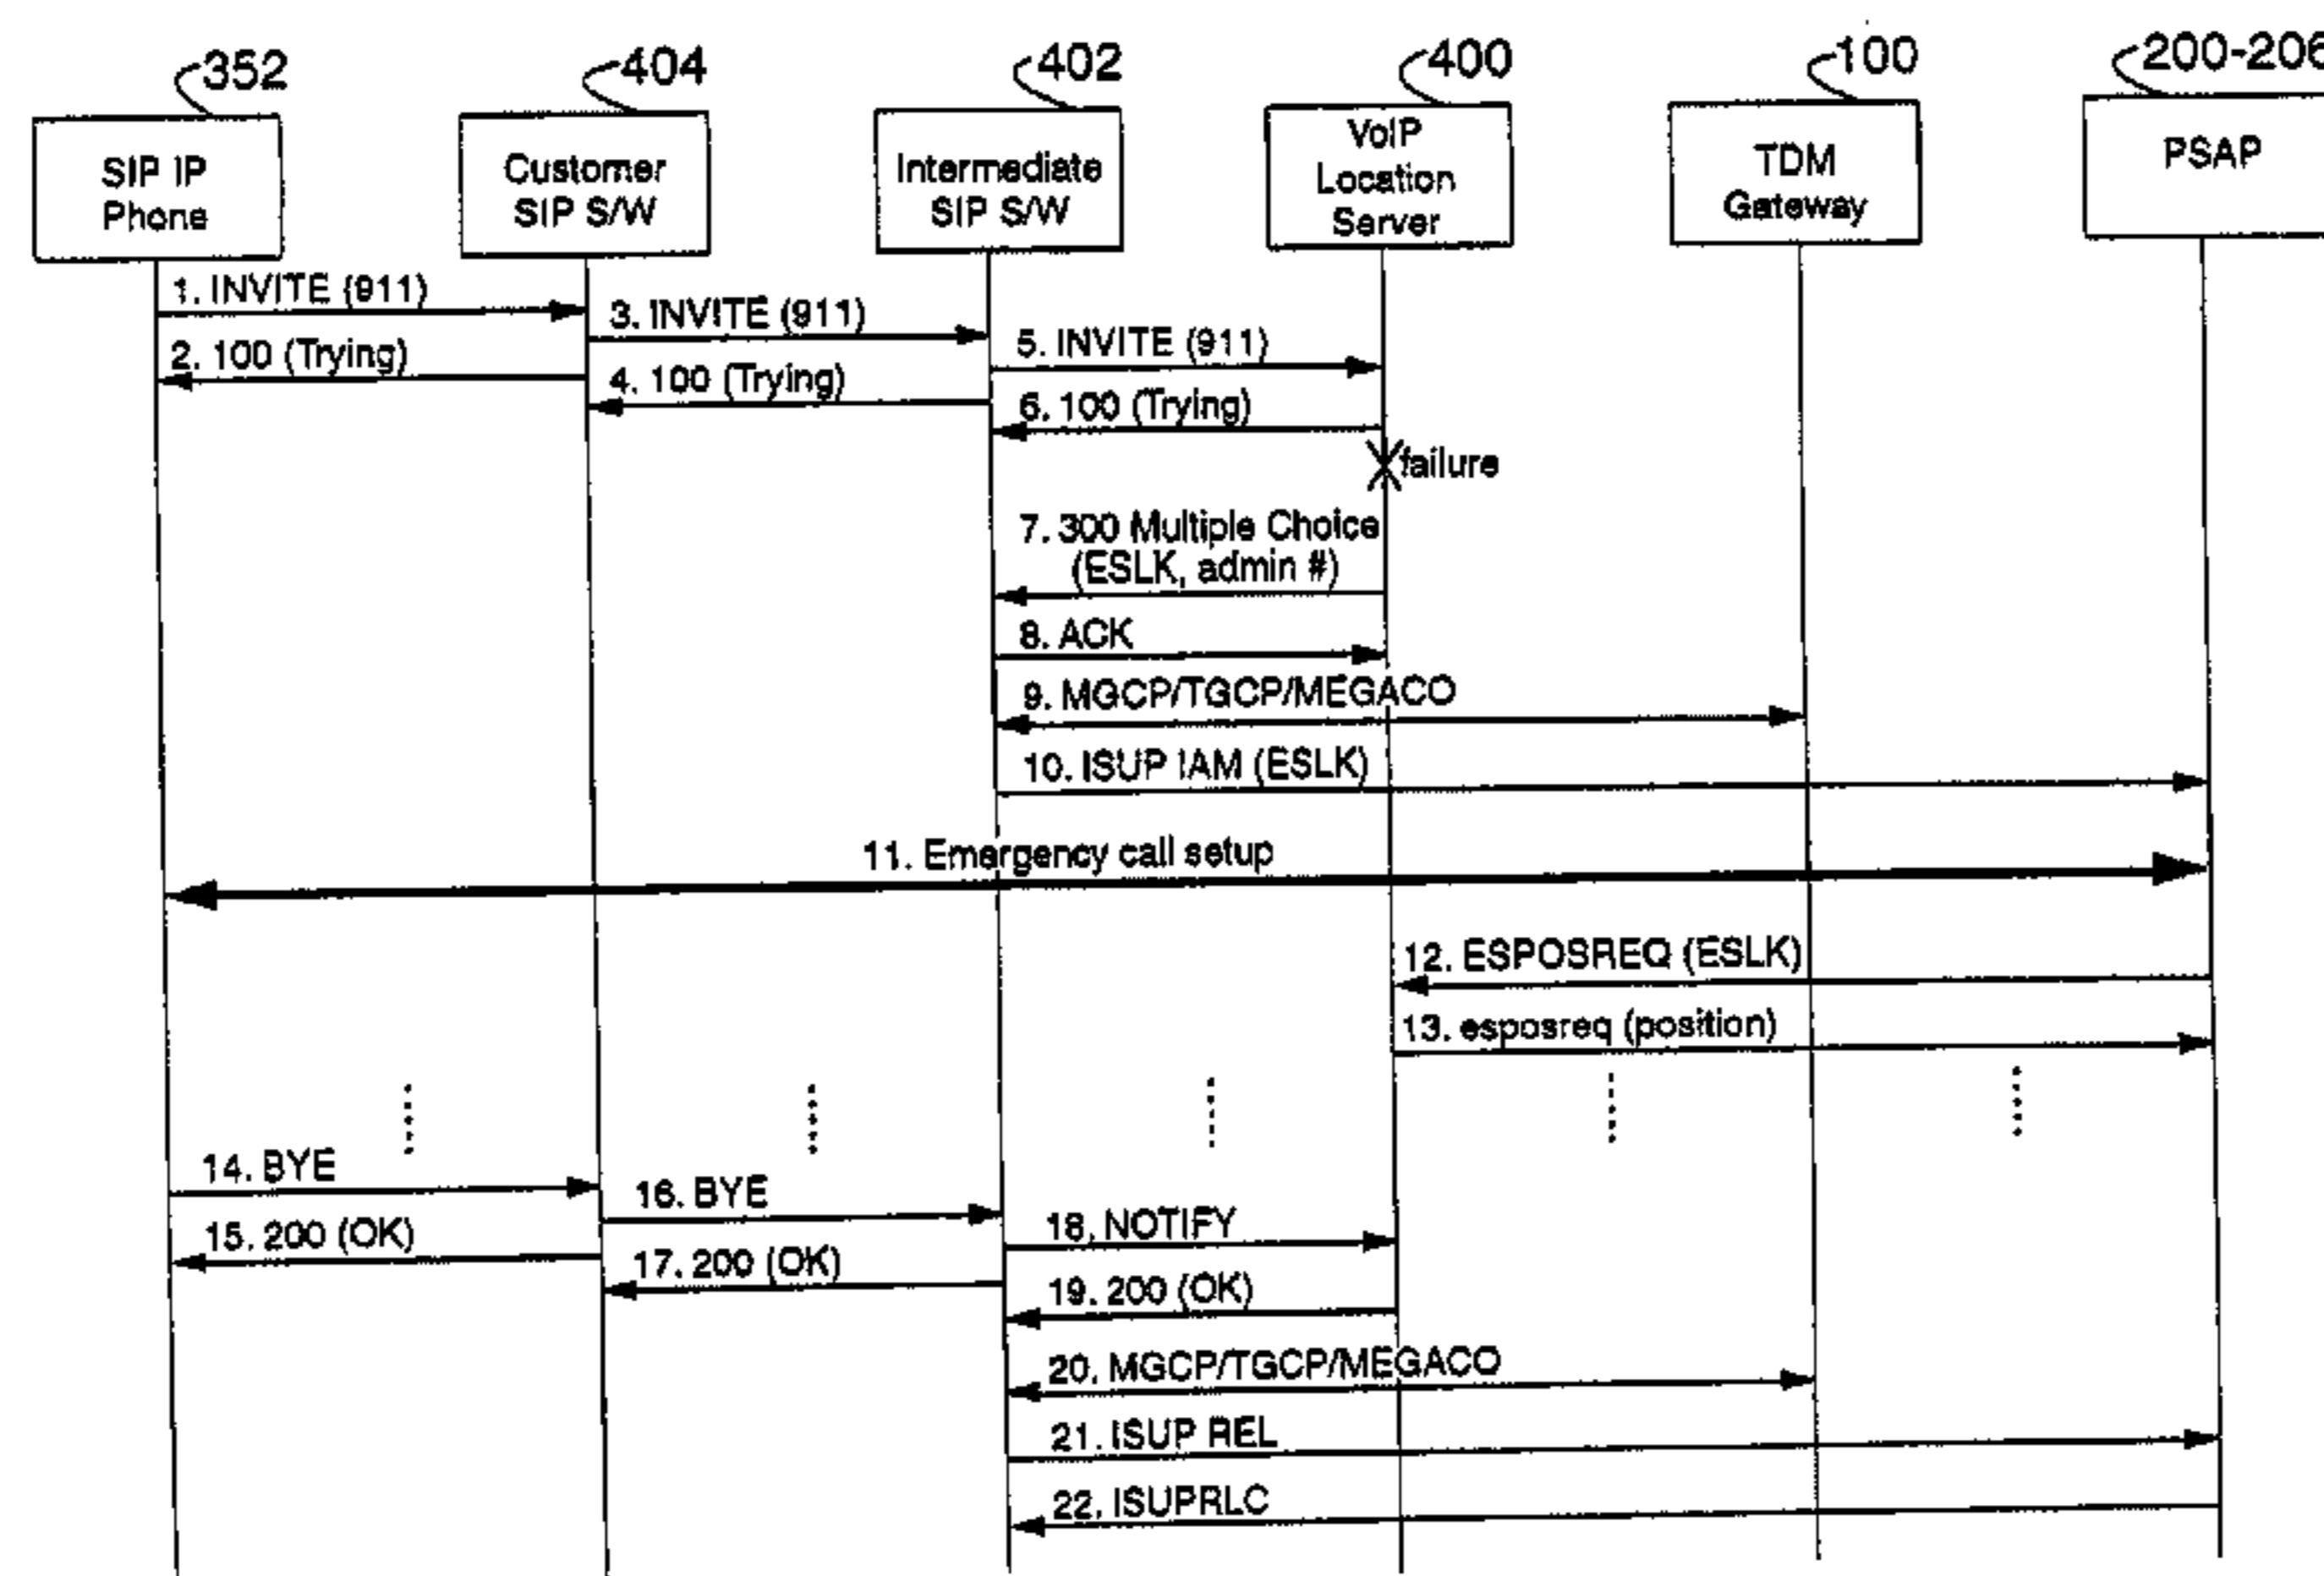 352
404
402
400
100
200-206
SIP IP
Phone
Customer
SIP S/W
Intermediate
SIP S/W
VoIP
Location
Server
TDM
Gateway
PSAP
1. INVITE (911)
2. 100 (Trying)
3. INVITE (911)
4. 100 (Trying)
5. INVITE (911)
6. 100 (Trying)
failure
7. 300 Multiple Choice
(ESLK, admin #)
8. ACK
9. MGCP/TGCP/MEGACO
10. ISUP IAM (ESLK)
11. Emergency call setup
12. ESPOSREQ (ESLK)
13. esposreq (position)
14. BYE
15. 200 (OK)
16. BYE
17. 200 (OK)
18. NOTIFY
19. 200 (OK)
20. MGCP/TGCP/MEGACO
21. ISUP REL
22. ISUPRLC